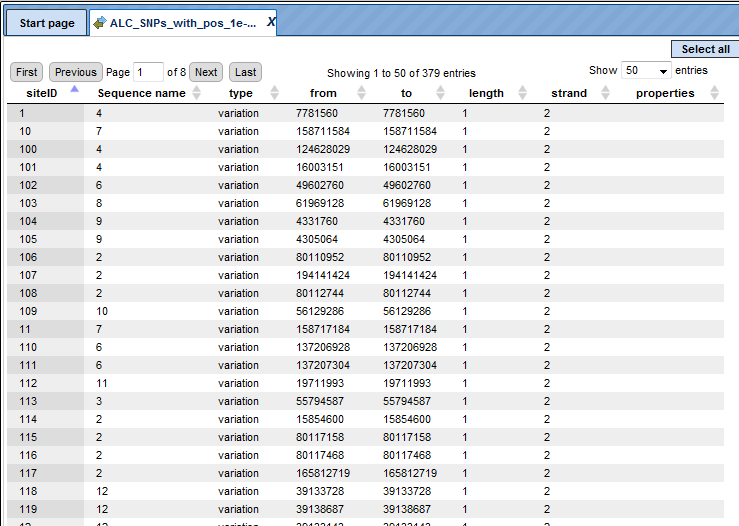 Start page ALC_SNPs_with_pos_1e-... X
Select all
First Previous Page 1 of 8 Next Last Showing 1 to 50 of 379 entries Show 50 entries
siteID Sequence name type from to length strand properties
1 4 variation 7781560 7781560 1 2
10 7 variation 158711584 158711584 1 2
100 4 variation 124628029 124628029 1 2
101 4 variation 16003151 16003151 1 2
102 6 variation 49602760 49602760 1 2
103 8 variation 61969128 61969128 1 2
104 9 variation 4331760 4331760 1 2
105 9 variation 4305064 4305064 1 2
106 2 variation 80110952 80110952 1 2
107 2 variation 194141424 194141424 1 2
108 2 variation 80112744 80112744 1 2
109 10 variation 56129286 56129286 1 2
11 7 variation 158717184 158717184 1 2
110 6 variation 137206928 137206928 1 2
111 6 variation 137207304 137207304 1 2
112 11 variation 19711993 19711993 1 2
113 3 variation 55794587 55794587 1 2
114 2 variation 15854600 15854600 1 2
115 2 variation 80117158 80117158 1 2
116 2 variation 80117468 80117468 1 2
117 2 variation 165812719 165812719 1 2
118 12 variation 39133728 39133728 1 2
119 12 variation 39138687 39138687 1 2